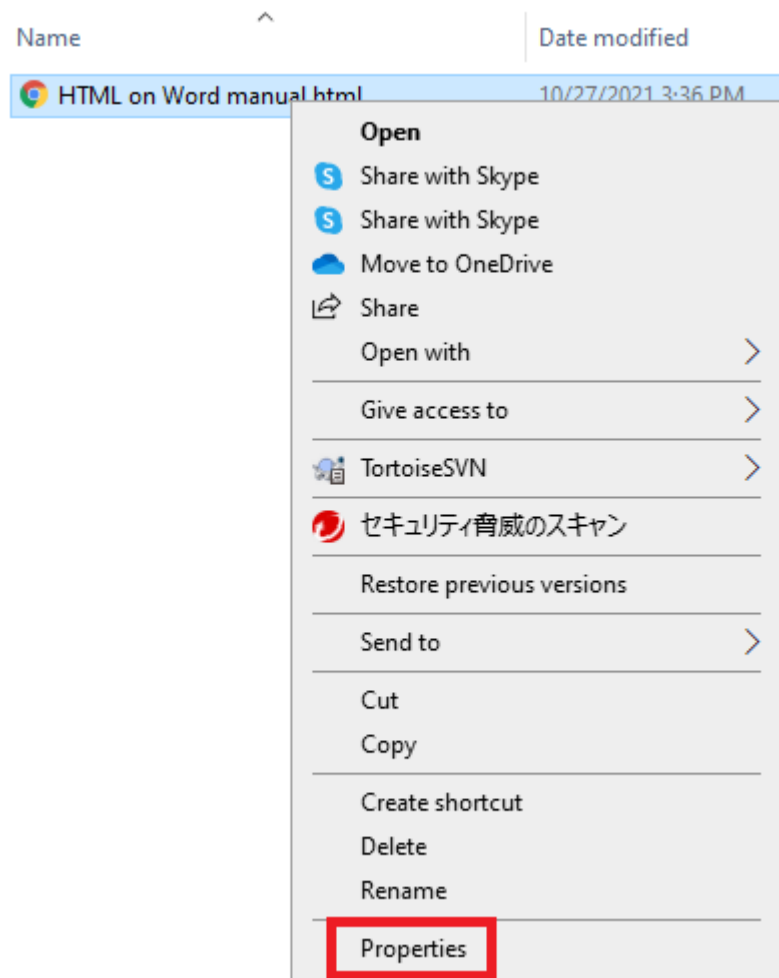 Name Date modified
HTML on Word manual.html 10/27/2021 3:36 PM
Open
Share with Skype
Share with Skype
Move to OneDrive
Share
Open with
Give access to
TortoiseSVN
セキュリティ脅威のスキャン
Restore previous versions
Send to
Cut
Copy
Create shortcut
Delete
Rename
Properties